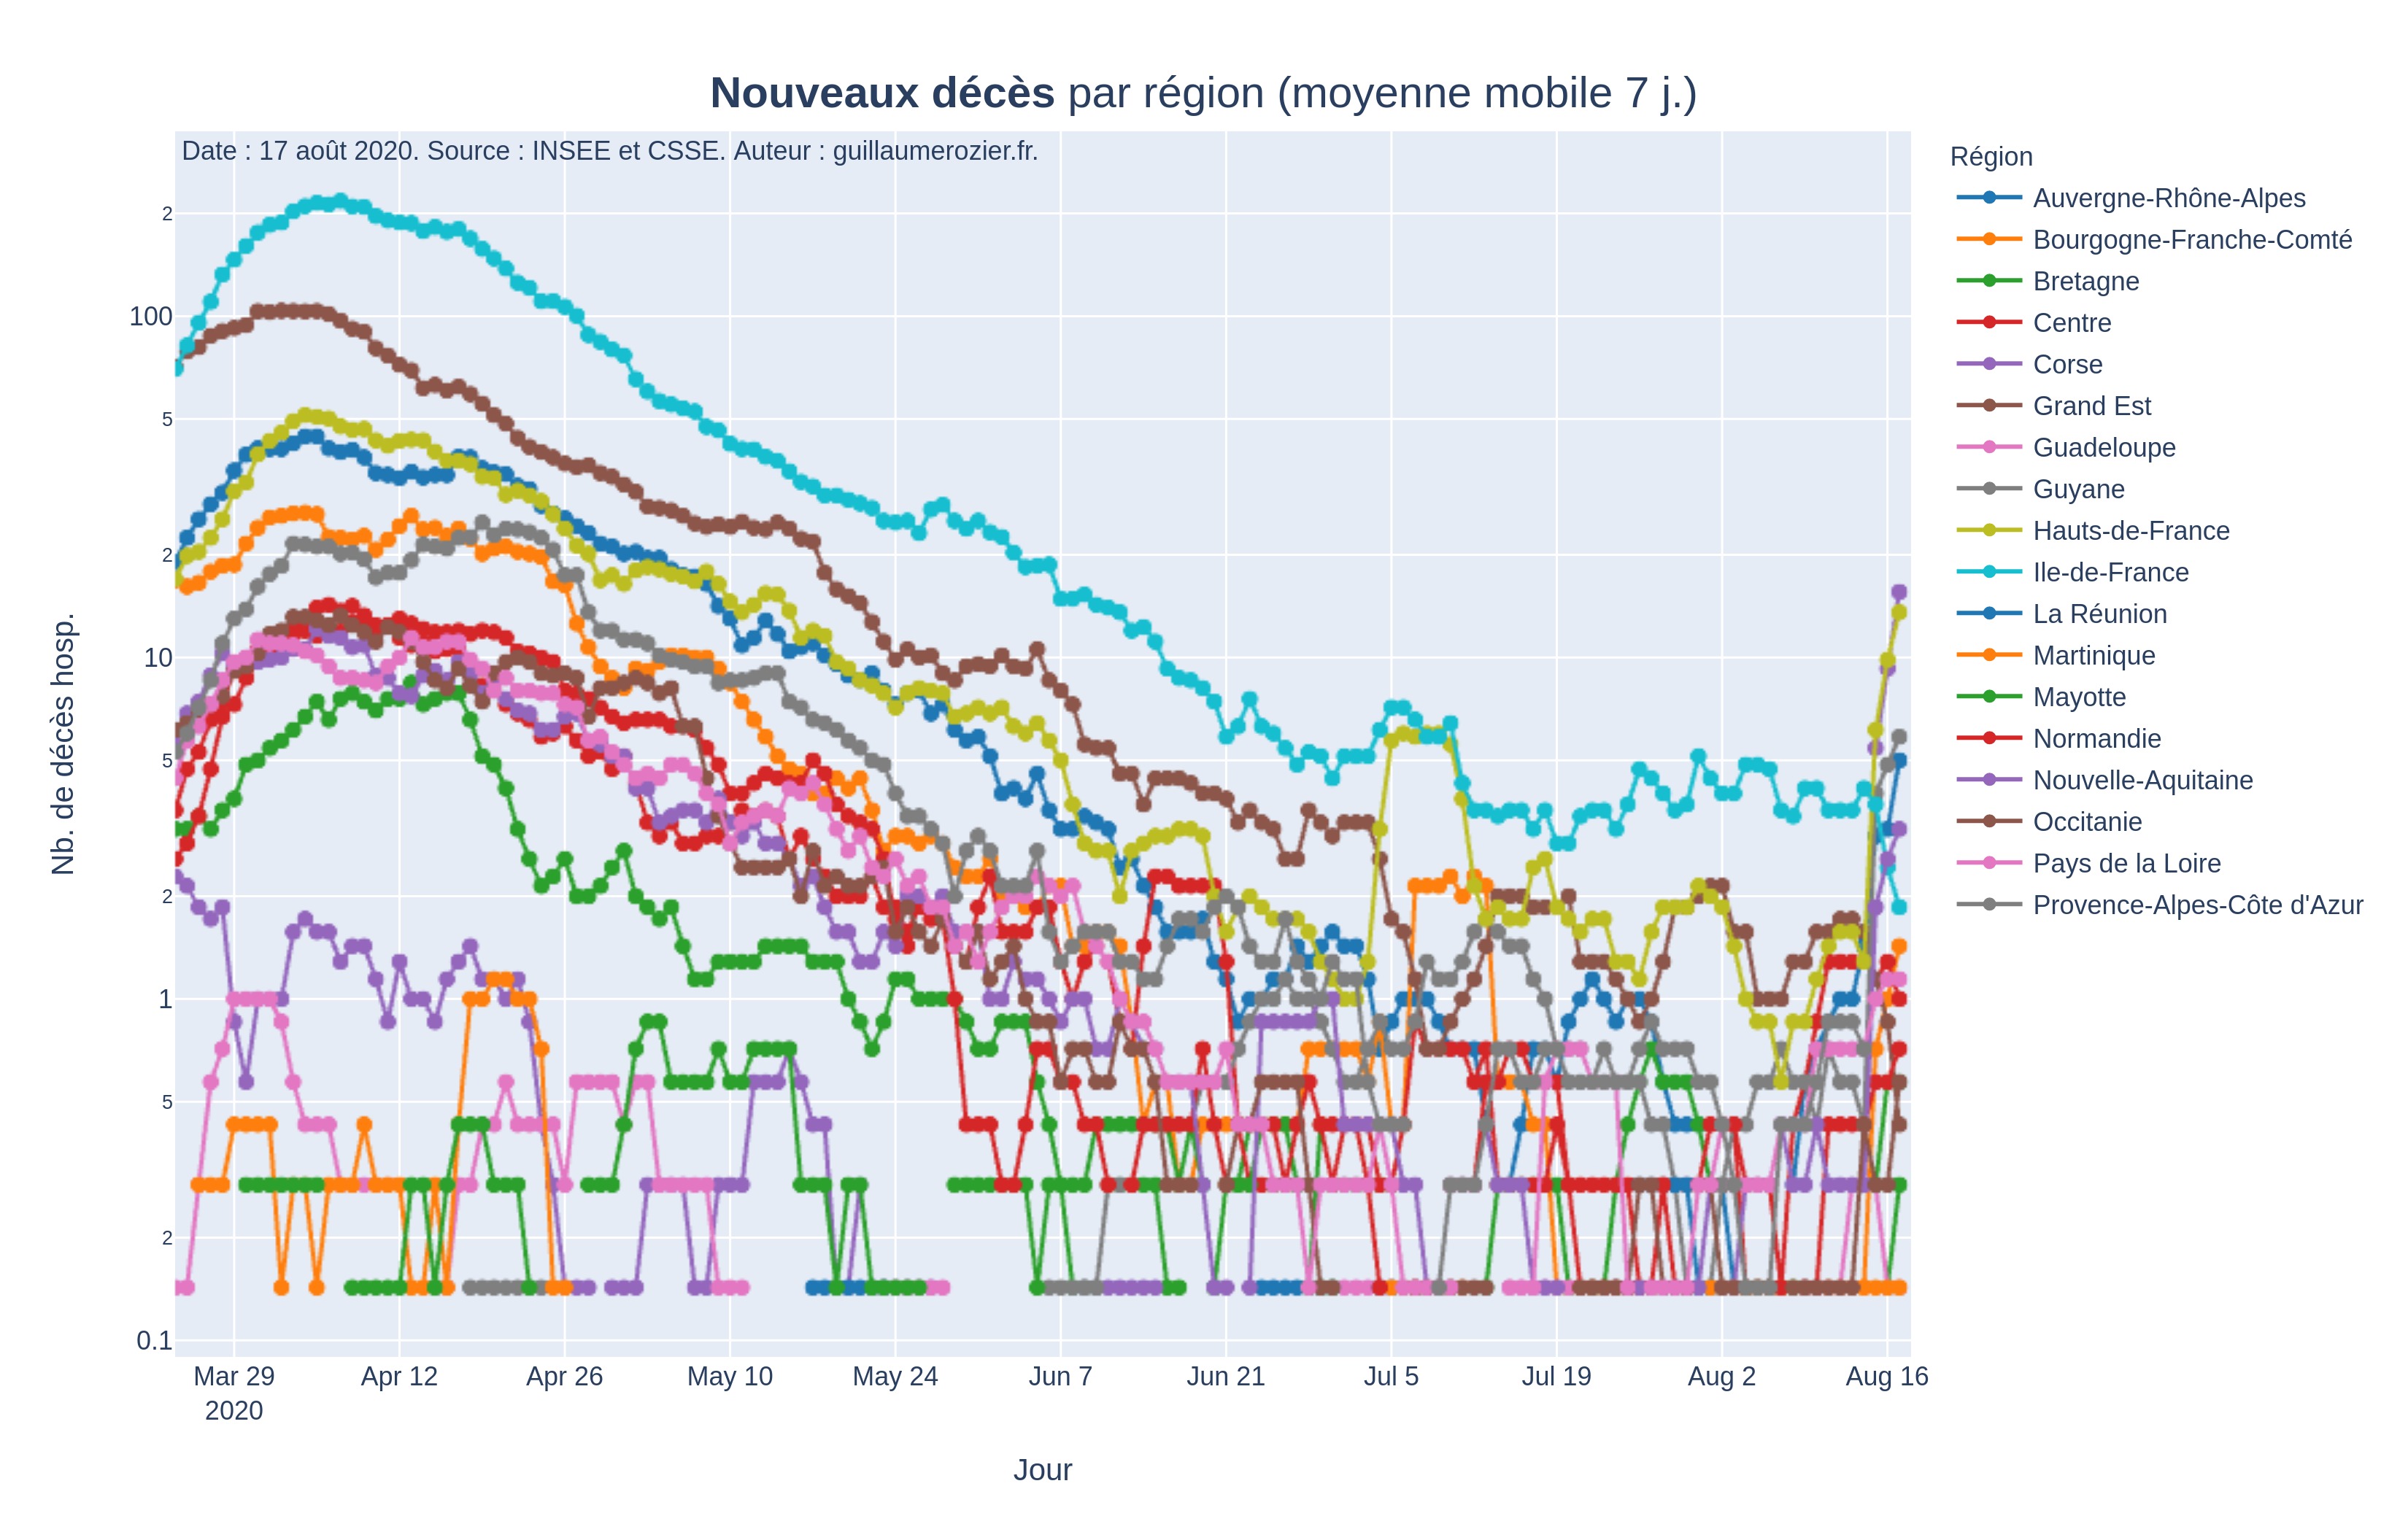 Nouveaux décès par région (moyenne mobile 7 j.)
Date : 17 août 2020. Source : INSEE et CSSE. Auteur : guillaumerozier.fr.
Nb. de décès hosp.
2
100
5
2
10
5
2
1
5
2
0.1
Mar 29
2020
Apr 12
Apr 26
May 10
May 24
Jun 7
Jun 21
Jul 5
Jul 19
Aug 2
Aug 16
Jour
Région
Auvergne-Rhône-Alpes
Bourgogne-Franche-Comté
Bretagne
Centre
Corse
Grand Est
Guadeloupe
Guyane
Hauts-de-France
Ile-de-France
La Réunion
Martinique
Mayotte
Normandie
Nouvelle-Aquitaine
Occitanie
Pays de la Loire
Provence-Alpes-Côte d'Azur